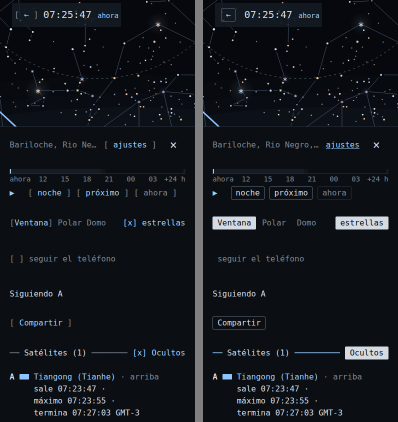 [ ← ] 07:25:47 ahora
Bariloche, Río Ne… [ ajustes ] ×
ahora 12 15 18 21 00 03 +24 h
▶ [ noche ] [ próximo ] [ ahora ]
[Ventana] Polar Domo [x] estrellas
[ ] seguir el teléfono
Siguiendo A
[ Compartir ]
Satélites (1) [x] Ocultos
A Tiangong (Tianhe) · arriba
sale 07:23:47 ·
máximo 07:23:55 ·
termina 07:27:03 GMT-3
← 07:25:47 ahora
Bariloche, Río Negro,… ajustes ×
ahora 12 15 18 21 00 03 +24 h
▶ noche próximo ahora
Ventana Polar Domo estrellas
seguir el teléfono
Siguiendo A
Compartir
Satélites (1) Ocultos
A Tiangong (Tianhe) · arriba
sale 07:23:47 ·
máximo 07:23:55 ·
termina 07:27:03 GMT-3